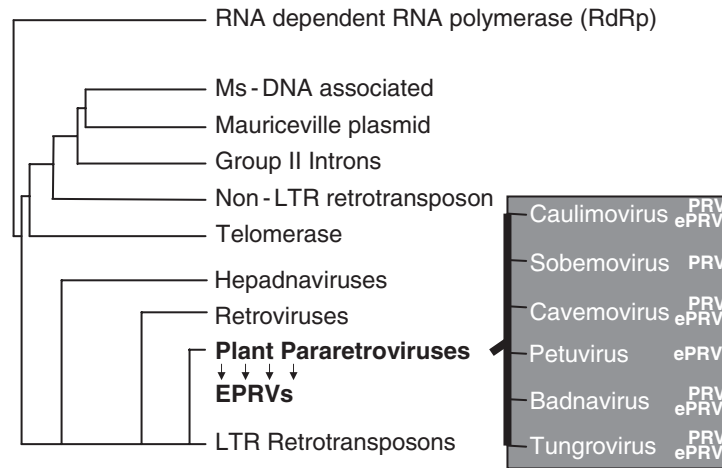 RNA dependent RNA polymerase (RdRp)
Ms-DNA associated
Mauriceville plasmid
Group II Introns
Non-LTR retrotransposon
Telomerase
Hepadnaviruses
Retroviruses
Plant Pararetroviruses
EPRVs
LTR Retrotransposons
Caulimovirus PRV
ePRV
Sobemovirus PRV
Cavemovirus PRV
ePRV
Petuvirus ePRV
Badnavirus PRV
ePRV
Tungrovirus PRV
ePRV